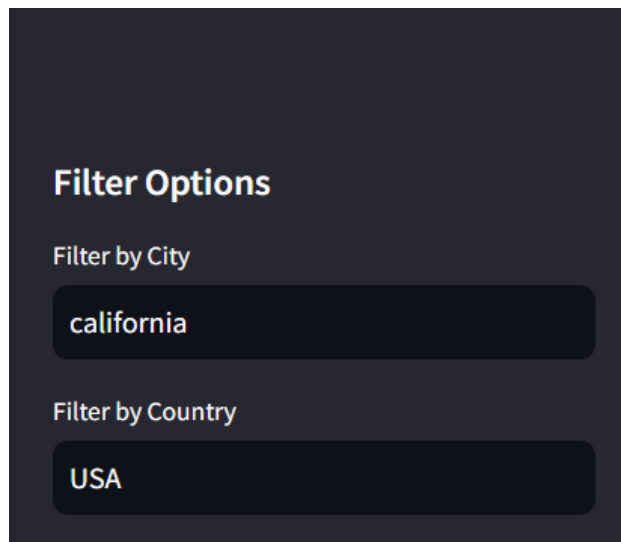 Filter Options
Filter by City
california
Filter by Country
USA